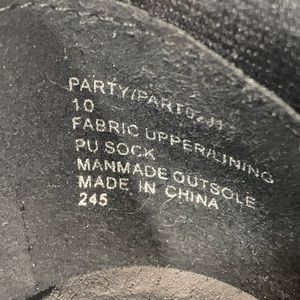 PARTY/PART
10
FABRIC UPPER/LINING
PU SOCK
MANMADE OUTSOLE
MADE IN CHINA
245